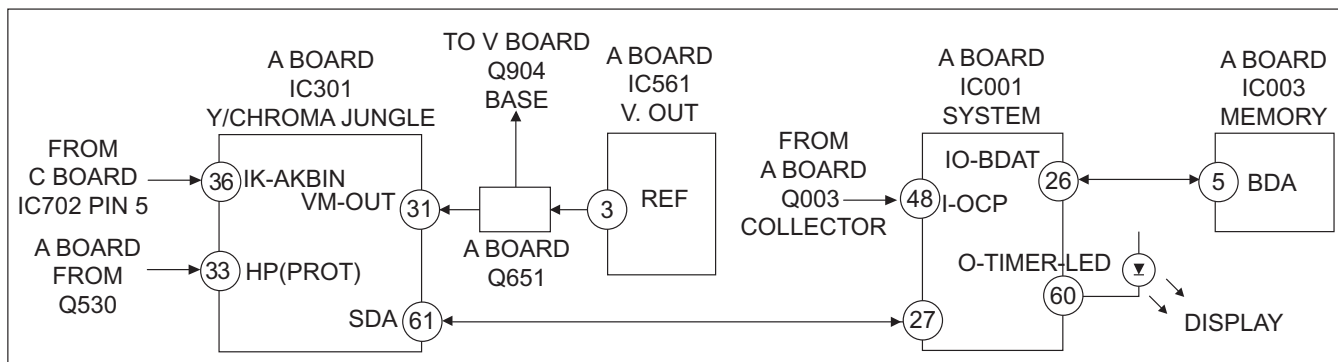 A BOARD
IC301
Y/CHROMA JUNGLE
FROM
C BOARD
IC702 PIN 5
36
IK-AKBIN
VM-OUT
31
A BOARD
FROM
Q530
33
HP(PROT)
SDA
61
TO V BOARD
Q904
BASE
A BOARD
Q651
A BOARD
IC561
V. OUT
3
REF
FROM
A BOARD
Q003
COLLECTOR
A BOARD
IC001
SYSTEM
IO-BDAT
26
48
I-OCP
O-TIMER-LED
60
27
DISPLAY
A BOARD
IC003
MEMORY
5
BDA